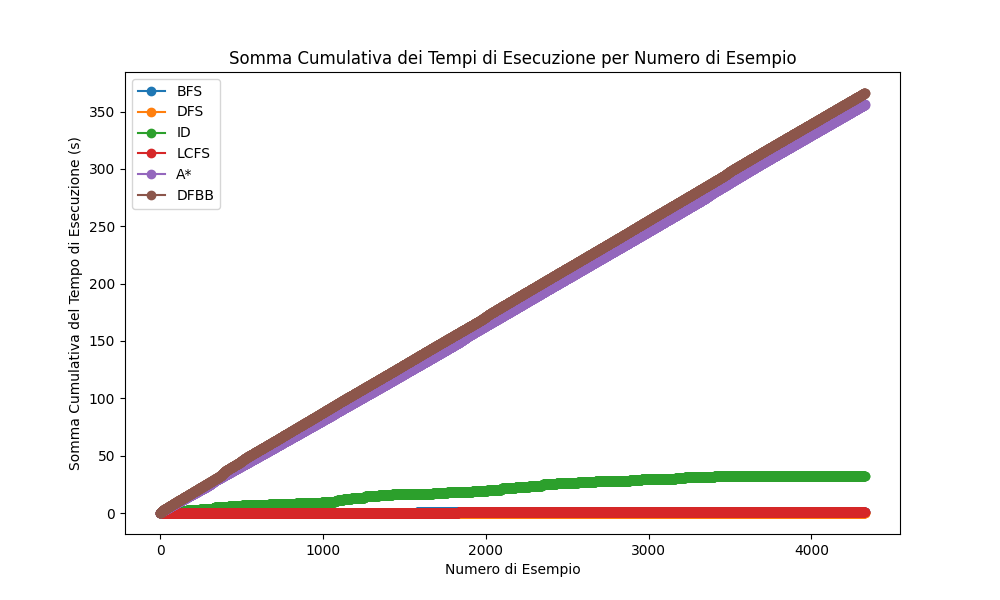 Somma Cumulativa dei Tempi di Esecuzione per Numero di Esempio
Somma Cumulativa del Tempo di Esecuzione (s)
350
300
250
200
150
100
50
0
BFS
DFS
ID
LCFS
A*
DFBB
0 1000 2000 3000 4000
Numero di Esempio